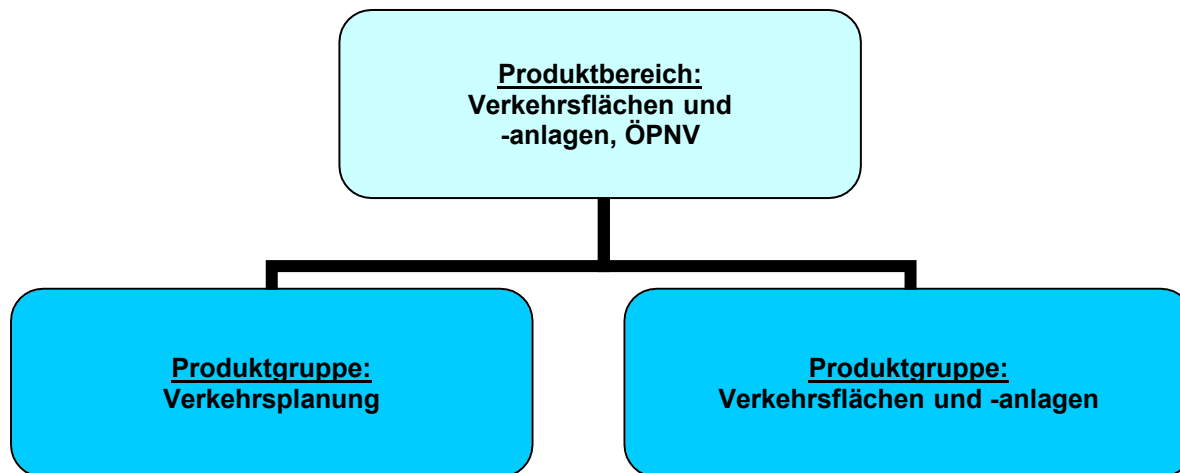 Produktbereich:
Verkehrsflächen und
-anlagen, ÖPNV
Produktgruppe:
Verkehrsplanung
Produktgruppe:
Verkehrsflächen und -anlagen